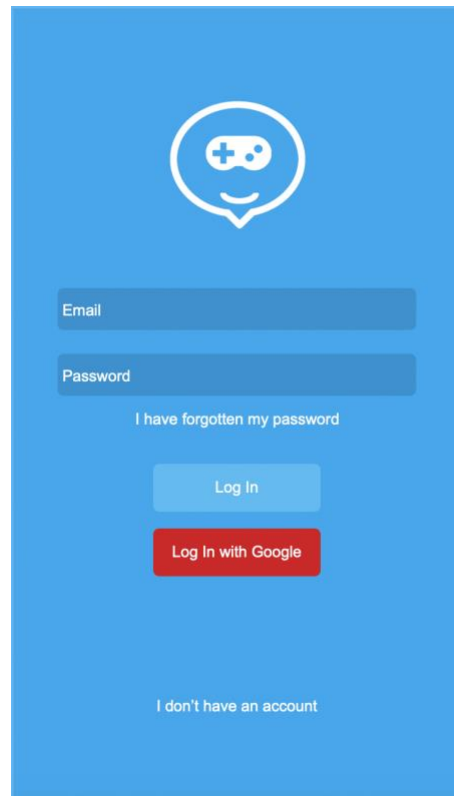 Email
Password
I have forgotten my password
Log In
Log In with Google
I don't have an account